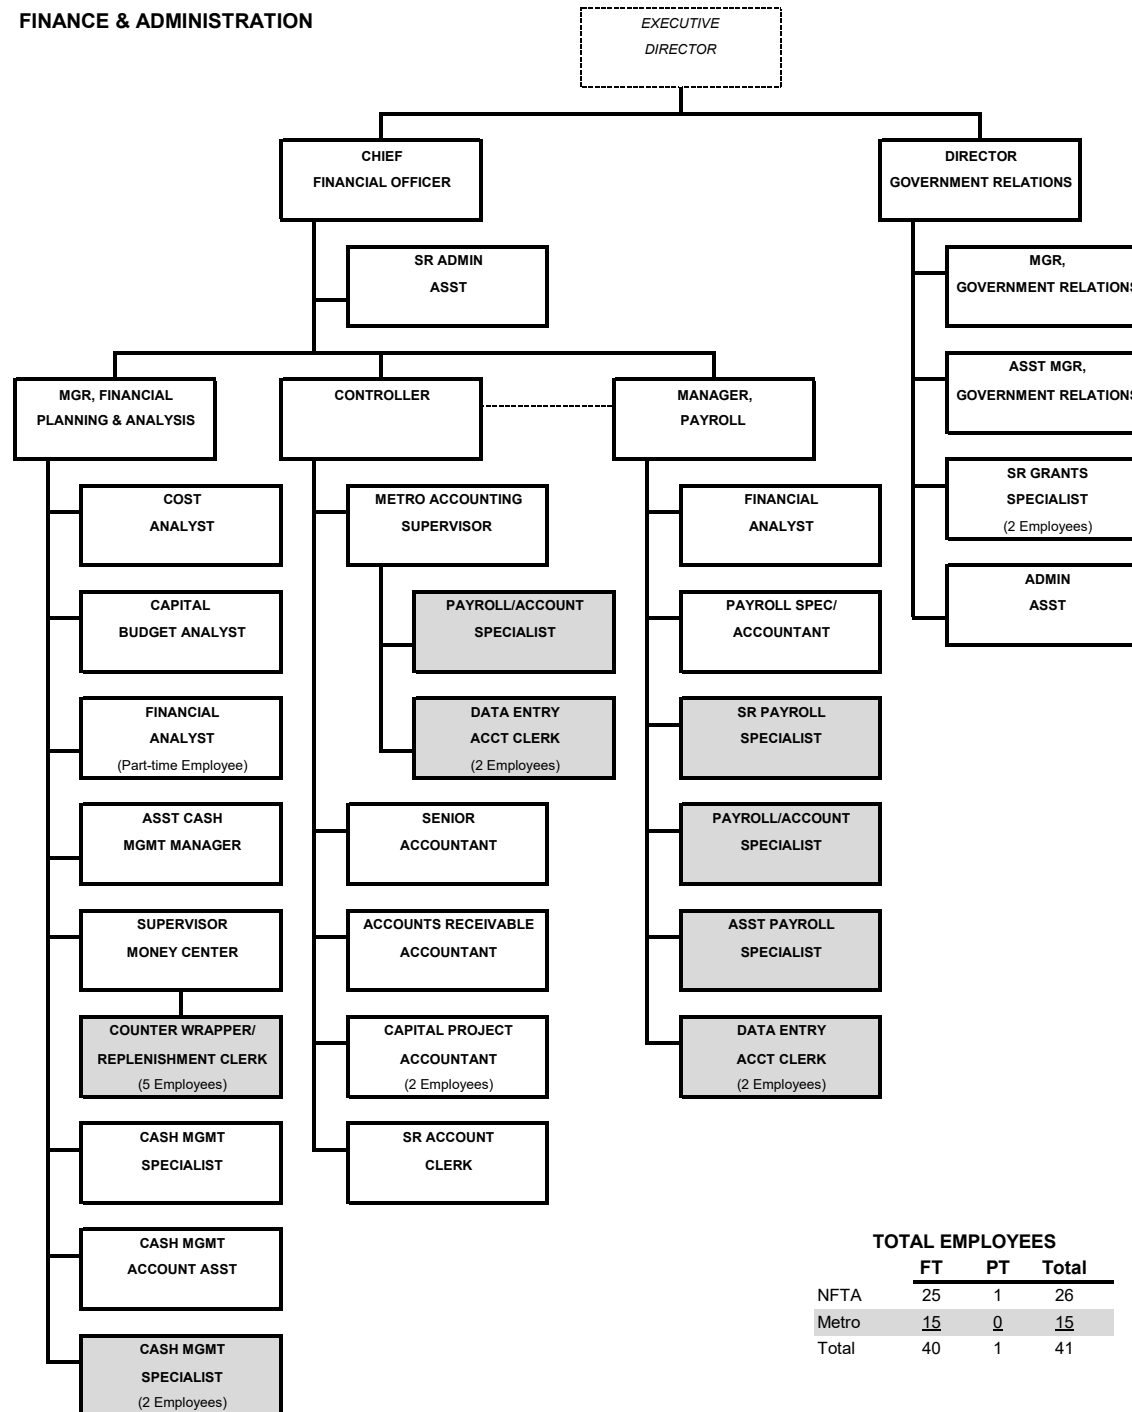 FINANCE & ADMINISTRATION
EXECUTIVE
DIRECTOR
CHIEF
FINANCIAL OFFICER
DIRECTOR
GOVERNMENT RELATIONS
SR ADMIN
ASST
MGR,
GOVERNMENT RELATIONS
MGR, FINANCIAL
PLANNING & ANALYSIS
CONTROLLER
MANAGER,
PAYROLL
ASST MGR,
GOVERNMENT RELATIONS
COST
ANALYST
METRO ACCOUNTING
SUPERVISOR
FINANCIAL
ANALYST
SR GRANTS
SPECIALIST
(2 Employees)
CAPITAL
BUDGET ANALYST
PAYROLL/ACCOUNT
SPECIALIST
PAYROLL SPEC/
ACCOUNTANT
ADMIN
ASST
FINANCIAL
ANALYST
(Part-time Employee)
DATA ENTRY
ACCT CLERK
(2 Employees)
SR PAYROLL
SPECIALIST
ASST CASH
MGMT MANAGER
SENIOR
ACCOUNTANT
PAYROLL/ACCOUNT
SPECIALIST
SUPERVISOR
MONEY CENTER
ACCOUNTS RECEIVABLE
ACCOUNTANT
ASST PAYROLL
SPECIALIST
COUNTER WRAPPER/
REPLENISHMENT CLERK
(5 Employees)
CAPITAL PROJECT
ACCOUNTANT
(2 Employees)
DATA ENTRY
ACCT CLERK
(2 Employees)
CASH MGMT
SPECIALIST
SR ACCOUNT
CLERK
CASH MGMT
ACCOUNT ASST
CASH MGMT
SPECIALIST
(2 Employees)
TOTAL EMPLOYEES
FT PT Total
NFTA 25 1 26
Metro 15 0 15
Total 40 1 41